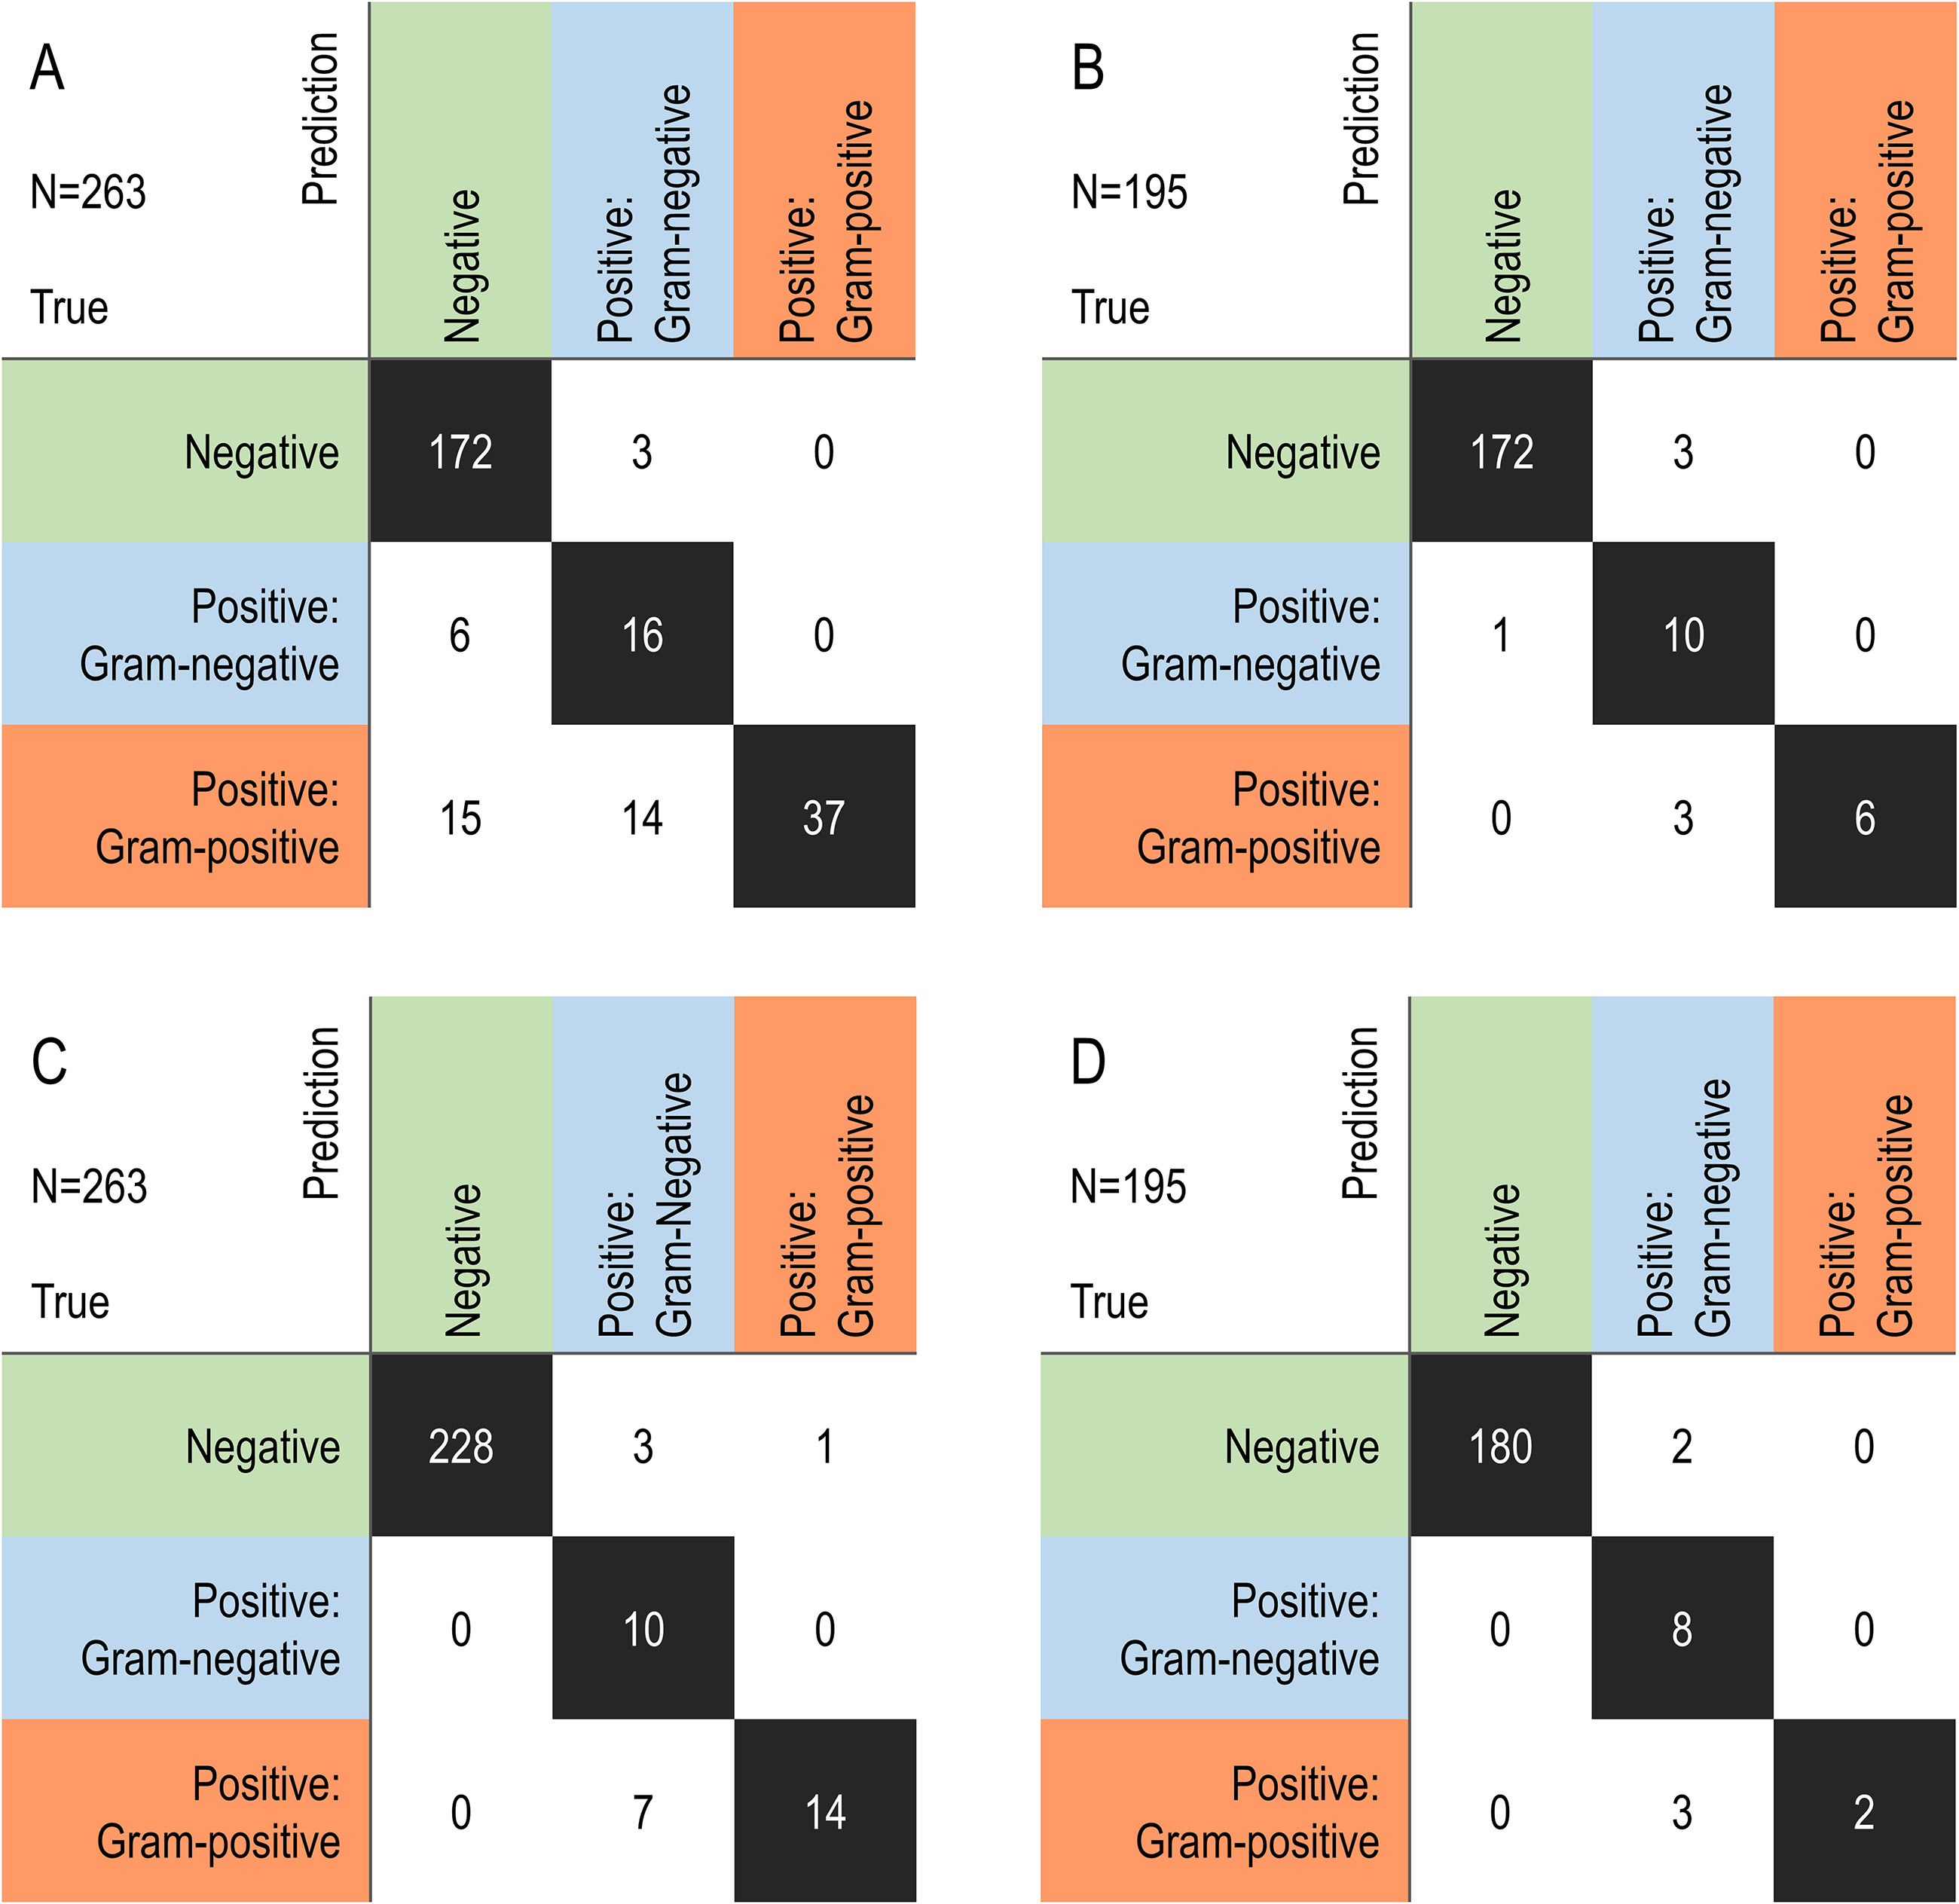 A
N=263
True
Prediction
Negative
Positive:
Gram-negative
Positive:
Gram-positive
Negative 172 3 0
Positive:
Gram-negative 6 16 0
Positive:
Gram-positive 15 14 37
B
N=195
True
Prediction
Negative
Positive:
Gram-negative
Positive:
Gram-positive
Negative 172 3 0
Positive:
Gram-negative 1 10 0
Positive:
Gram-positive 0 3 6
C
N=263
True
Prediction
Negative
Positive:
Gram-Negative
Positive:
Gram-positive
Negative 228 3 1
Positive:
Gram-negative 0 10 0
Positive:
Gram-positive 0 7 14
D
N=195
True
Prediction
Negative
Positive:
Gram-negative
Positive:
Gram-positive
Negative 180 2 0
Positive:
Gram-negative 0 8 0
Positive:
Gram-positive 0 3 2